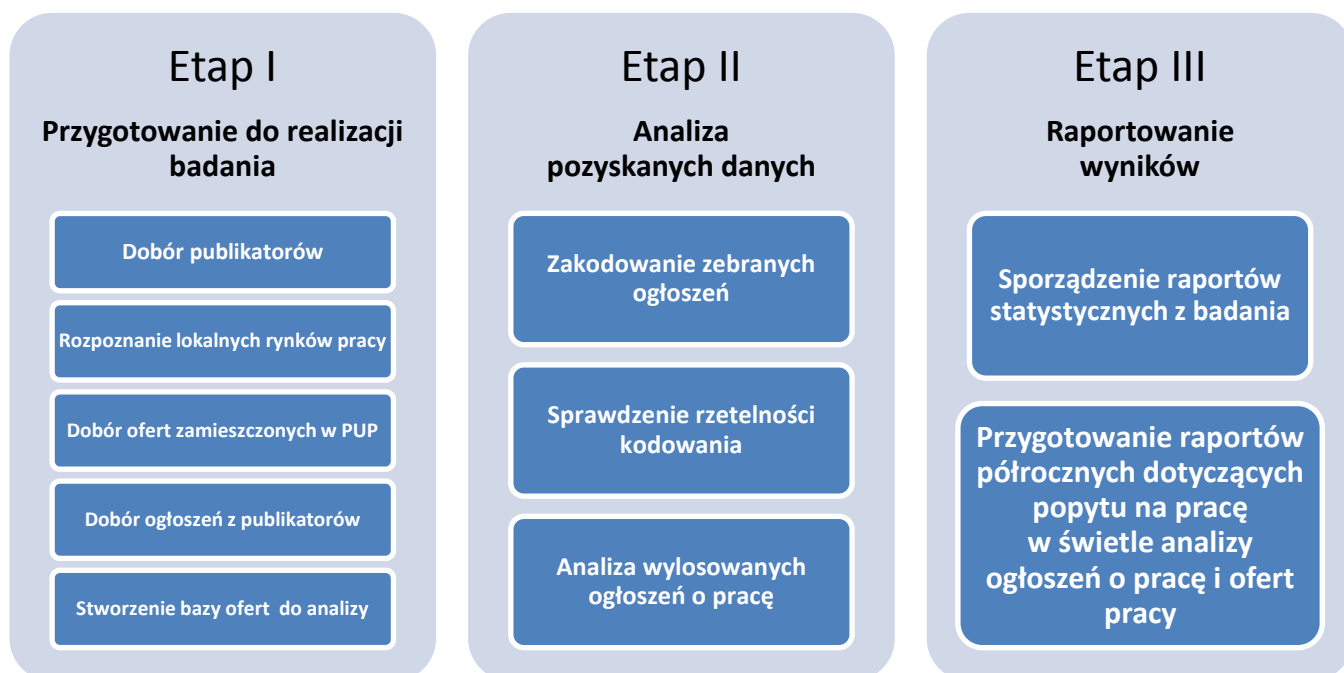 Etap I
Przygotowanie do realizacji
badania
Dobór publikatorów
Rozpoznanie lokalnych rynków pracy
Dobór ofert zamieszczonych w PUP
Dobór ogłoszeń z publikatorów
Stworzenie bazy ofert do analizy
Etap II
Analiza
pozyskanych danych
Zakodowanie zebranych
ogłoszeń
Sprawdzenie rzetelności
kodowania
Analiza wylosowanych
ogłoszeń o pracę
Etap III
Raportowanie
wyników
Sporządzenie raportów
statystycznych z badania
Przygotowanie raportów
półrocznych dotyczących
popytu na pracę
w świetle analizy
ogłoszeń o pracę i ofert
pracy